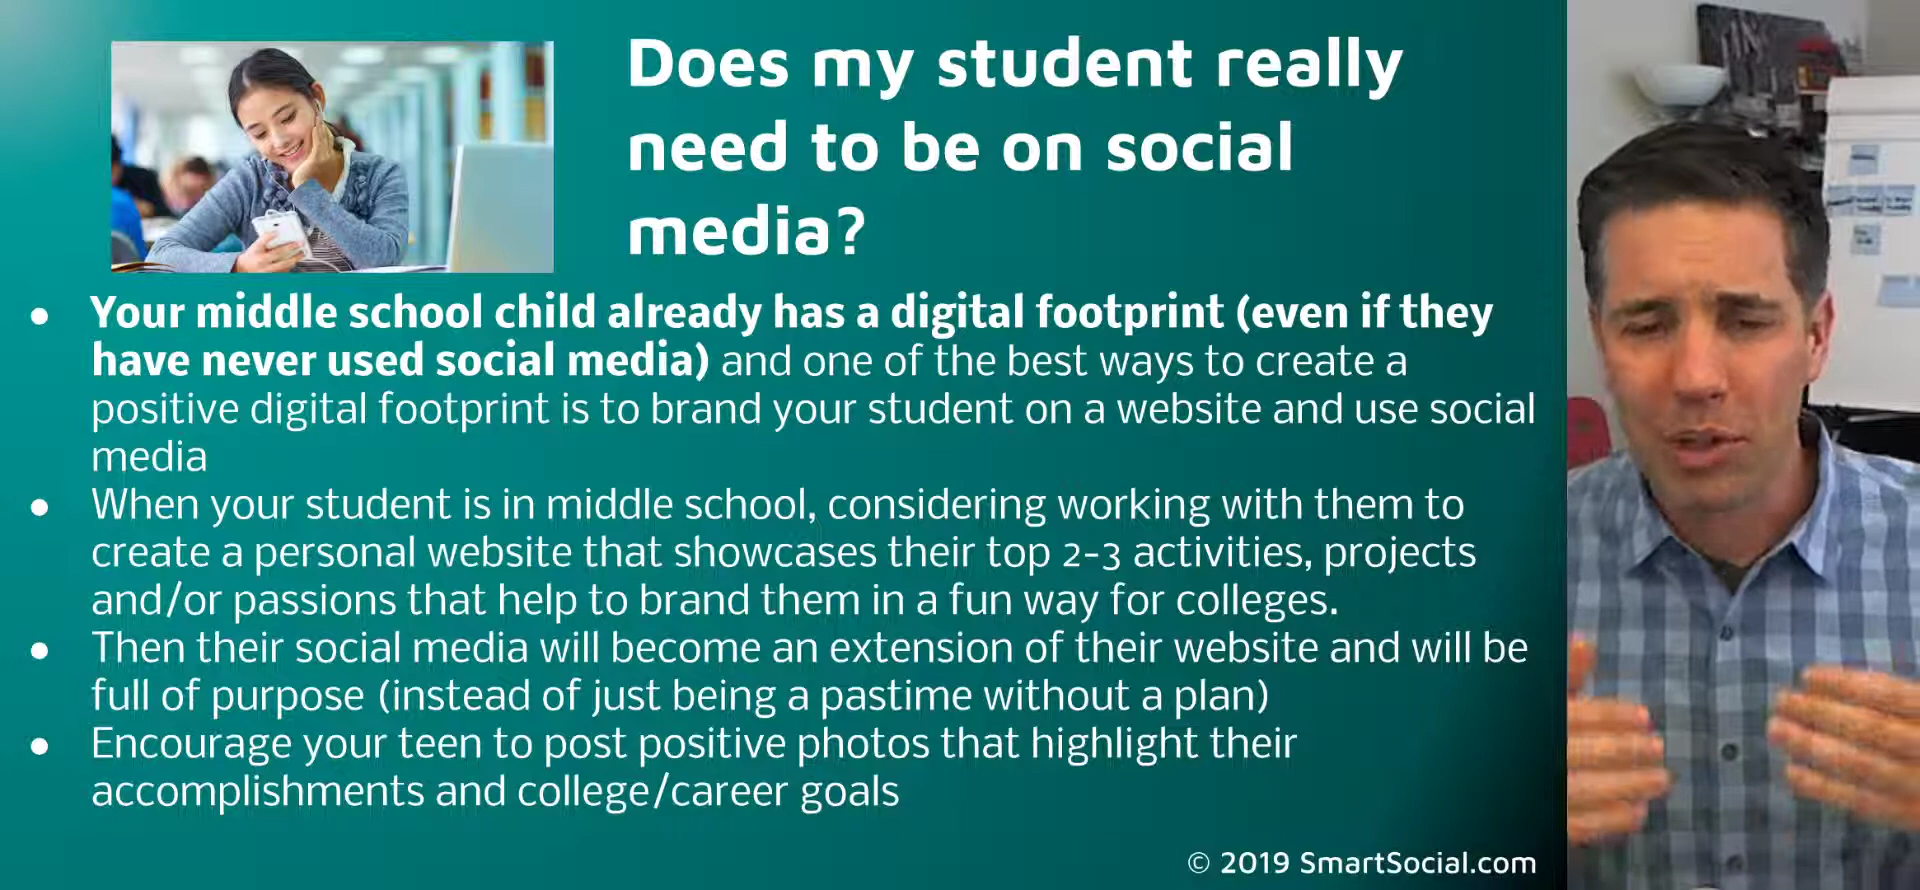 Does my student really
need to be on social
media?
● Your middle school child already has a digital footprint (even if they
have never used social media) and one of the best ways to create a
positive digital footprint is to brand your student on a website and use social
media
● When your student is in middle school, considering working with them to
create a personal website that showcases their top 2-3 activities, projects
and/or passions that help to brand them in a fun way for colleges.
● Then their social media will become an extension of their website and will be
full of purpose (instead of just being a pastime without a plan)
● Encourage your teen to post positive photos that highlight their
accomplishments and college/career goals
© 2019 SmartSocial.com